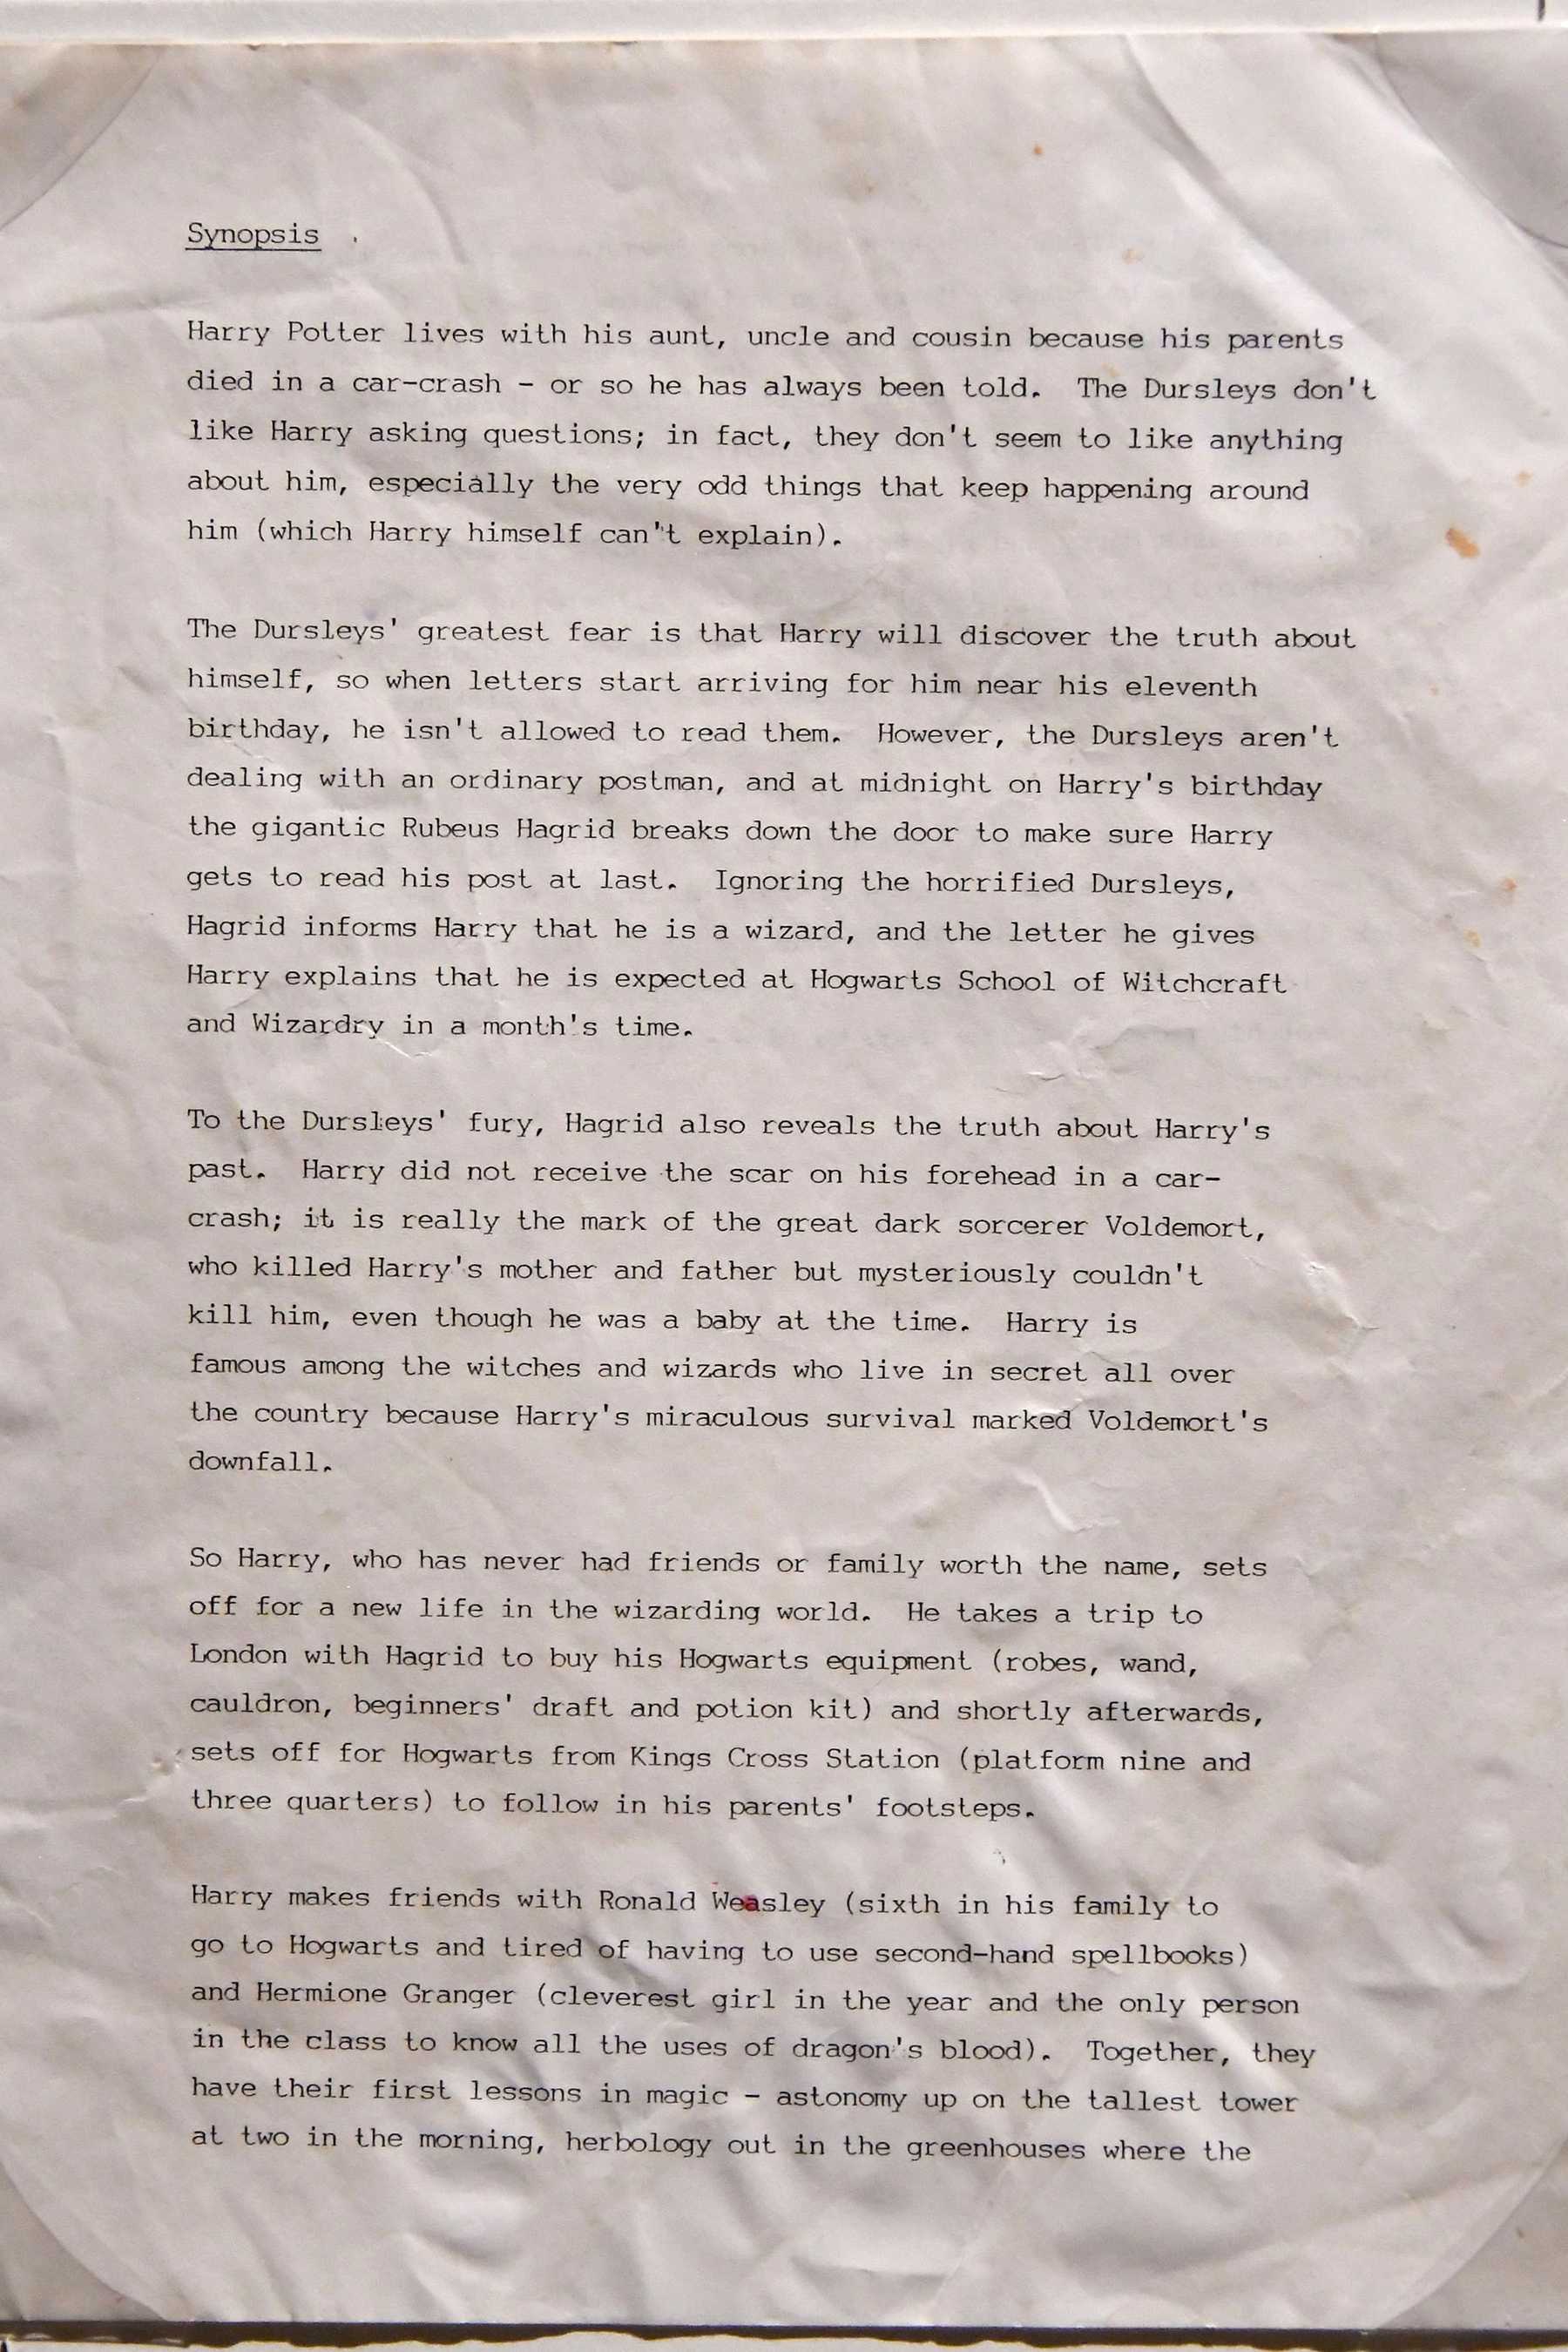 Synopsis
Harry Potter lives with his aunt, uncle and cousin because his parents
died in a car-crash - or so he has always been told.  The Dursleys don't
like Harry asking questions; in fact, they don't seem to like anything
about him, especially the very odd things that keep happening around
him (which Harry himself can't explain).
The Dursleys' greatest fear is that Harry will discover the truth about
himself, so when letters start arriving for him near his eleventh
birthday, he isn't allowed to read them.  However, the Dursleys aren't
dealing with an ordinary postman, and at midnight on Harry's birthday
the gigantic Rubeus Hagrid breaks down the door to make sure Harry
gets to read his post at last.  Ignoring the horrified Dursleys,
Hagrid informs Harry that he is a wizard, and the letter he gives
Harry explains that he is expected at Hogwarts School of Witchcraft
and Wizardry in a month's time.
To the Dursleys' fury, Hagrid also reveals the truth about Harry's
past.  Harry did not receive the scar on his forehead in a car-
crash; it is really the mark of the great dark sorcerer Voldemort,
who killed Harry's mother and father but mysteriously couldn't
kill him, even though he was a baby at the time.  Harry is
famous among the witches and wizards who live in secret all over
the country because Harry's miraculous survival marked Voldemort's
downfall.
So Harry, who has never had friends or family worth the name, sets
off for a new life in the wizarding world.  He takes a trip to
London with Hagrid to buy his Hogwarts equipment (robes, wand,
cauldron, beginners' draft and potion kit) and shortly afterwards,
sets off for Hogwarts from Kings Cross Station (platform nine and
three quarters) to follow in his parents' footsteps.
Harry makes friends with Ronald Weasley (sixth in his family to
go to Hogwarts and tired of having to use second-hand spellbooks)
and Hermione Granger (cleverest girl in the year and the only person
in the class to know all the uses of dragon's blood).  Together, they
have their first lessons in magic - astonomy up on the tallest tower
at two in the morning, herbology out in the greenhouses where the